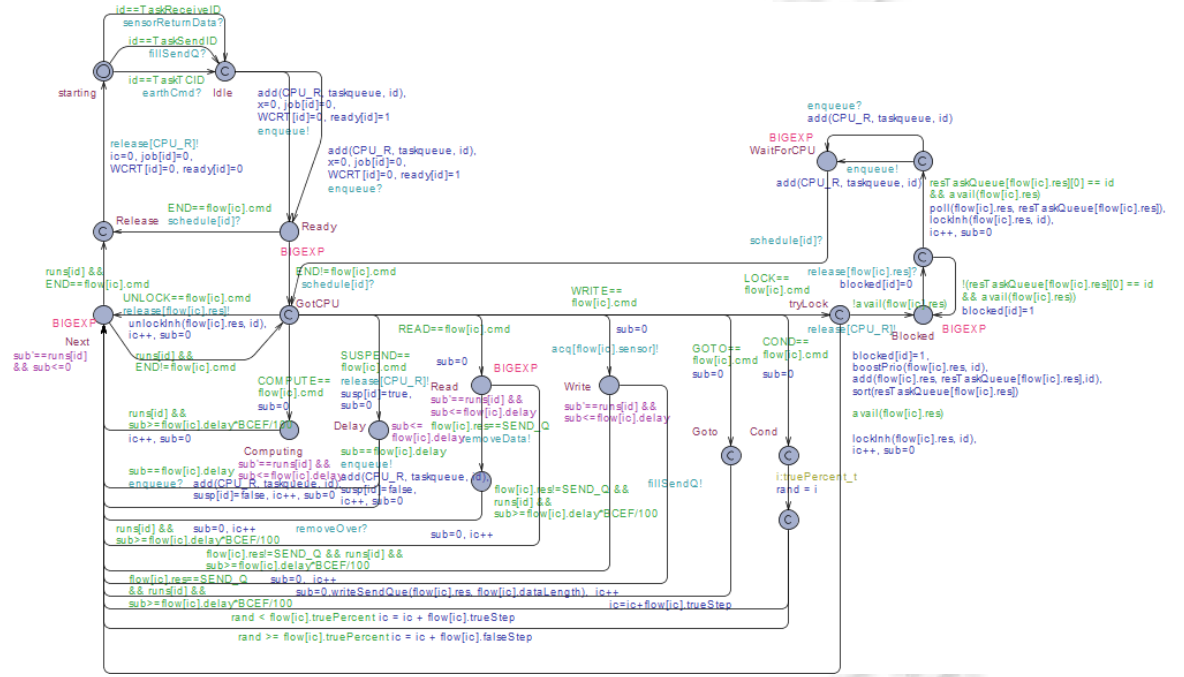 id==TaskReceiveID
sensorReturnData?
id==TaskSendID
fillSendQ?
id==TaskTCID
earthCmd?
starting
C
Idle
add(CPU_R, taskqueue, id),
x=0, job[id]=0,
WCRT[id]=0, ready[id]=1
enqueue!
add(CPU_R, taskqueue, id),
x=0, job[id]=0,
WCRT[id]=0, ready[id]=1
enqueue?
release[CPU_R]!
ic=0, job[id]=0,
WCRT[id]=0, ready[id]=0
END==flow[ic].cmd
schedule[id]?
C
Release
Ready
BIGEXP
enqueue?
add(CPU_R, taskqueue, id)
BIGEXP
WaitForCPU
C
enqueue!
add(CPU_R, taskqueue, id)
resTaskQueue[flow[ic].res][0] == id
&& avail(flow[ic].res)
poll(flow[ic].res, resTaskQueue[flow[ic].res]),
lockInh(flow[ic].res, id),
ic++, sub=0
schedule[id]?
C
runs[id] &&
END==flow[ic].cmd
END!=flow[ic].cmd
schedule[id]?
UNLOCK==flow[ic].cmd
release[flow[ic].res]!
unlockInh(flow[ic].res, id),
ic++, sub=0
C
GotCPU
BIGEXP
Next
sub'==runs[id]
&& sub<=0
runs[id] &&
END!=flow[ic].cmd
WRITE==
flow[ic].cmd
LOCK==
flow[ic].cmd
tryLock
C
release[flow[ic].res]?
blocked[id]=0
!(resTaskQueue[flow[ic].res][0] == id
&& avail(flow[ic].res))
blocked[id]=1
!avail(flow[ic].res)
release[CPU_R]!
Blocked
BIGEXP
blocked[id]=1,
boostPrio(flow[ic].res, id),
add(flow[ic].res, resTaskQueue[flow[ic].res],id),
sort(resTaskQueue[flow[ic].res])
avail(flow[ic].res)
lockInh(flow[ic].res, id),
ic++, sub=0
READ==flow[ic].cmd
sub=0
sub=0
acq[flow[ic].sensor]!
GOTO==
flow[ic].cmd
sub=0
COND==
flow[ic].cmd
sub=0
SUSPEND==
flow[ic].cmd
release[CPU_R]!
susp[id]=true,
sub=0
COMPUTE==
flow[ic].cmd
sub=0
BIGEXP
Read
sub'==runs[id] &&
sub<=flow[ic].delay
Write
sub'==runs[id] &&
sub<=flow[ic].delay
runs[id] &&
sub>=flow[ic].delay*BCEF/100
ic++, sub=0
Computing
sub'==runs[id] &&
sub<=flow[ic].delay
Delay
sub<=
flow[ic].delay
flow[ic].res==SEND_Q
removeData!
Goto
C
Cond
C
sub==flow[ic].delay
enqueue?
add(CPU_R, taskqueue, id),
susp[id]=false, ic++, sub=0
sub==flow[ic].delay
enqueue!
add(CPU_R, taskqueue, id),
susp[id]=false,
ic++, sub=0
flow[ic].res!=SEND_Q &&
runs[id] &&
sub>=flow[ic].delay*BCEF/100
fillSendQ!
i:truePercent_t
rand = i
C
runs[id] &&
sub>=flow[ic].delay*BCEF/100
sub=0, ic++
removeOver?
sub=0, ic++
flow[ic].res!=SEND_Q && runs[id] &&
sub>=flow[ic].delay*BCEF/100
flow[ic].res==SEND_Q
&& runs[id] &&
sub>=flow[ic].delay*BCEF/100
sub=0, ic++
sub=0,writeSendQue(flow[ic].res, flow[ic].dataLength), ic++
ic=ic+flow[ic].trueStep
rand < flow[ic].truePercent
ic = ic + flow[ic].trueStep
rand >= flow[ic].truePercent
ic = ic + flow[ic].falseStep